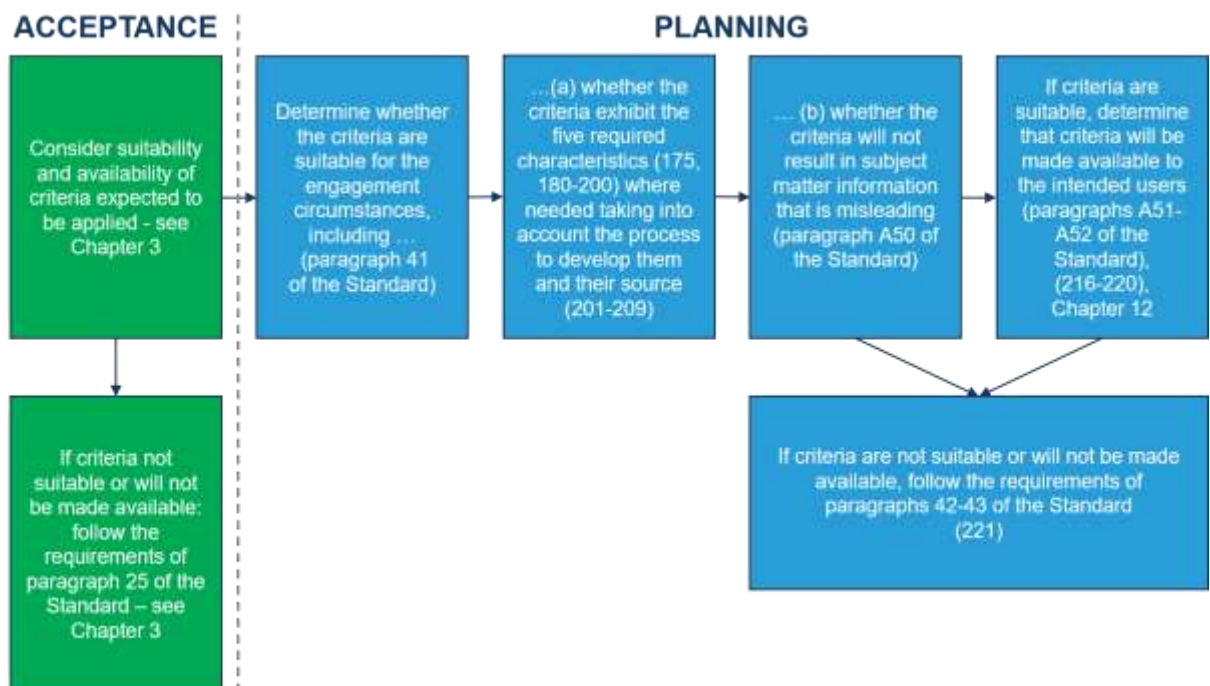 ACCEPTANCE
PLANNING
Consider suitability
and availability of
criteria expected to
be applied - see
Chapter 3
Determine whether
the criteria are
suitable for the
engagement
circumstances,
including ...
(paragraph 41
of the Standard)
...(a) whether the
criteria exhibit the
five required
characteristics (175,
180-200) where
needed taking into
account the process
to develop them
and their source
(201-209)
... (b) whether the
criteria will not
result in subject
matter information
that is misleading
(paragraph A50 of
the Standard)
If criteria are
suitable, determine
that criteria will be
made available to
the intended users
(paragraphs A51-
A52 of the
Standard),
(216-220),
Chapter 12
If criteria not
suitable or will not
be made available:
follow the
requirements of
paragraph 25 of the
Standard – see
Chapter 3
If criteria are not suitable or will not be made
available, follow the requirements of
paragraphs 42-43 of the Standard
(221)